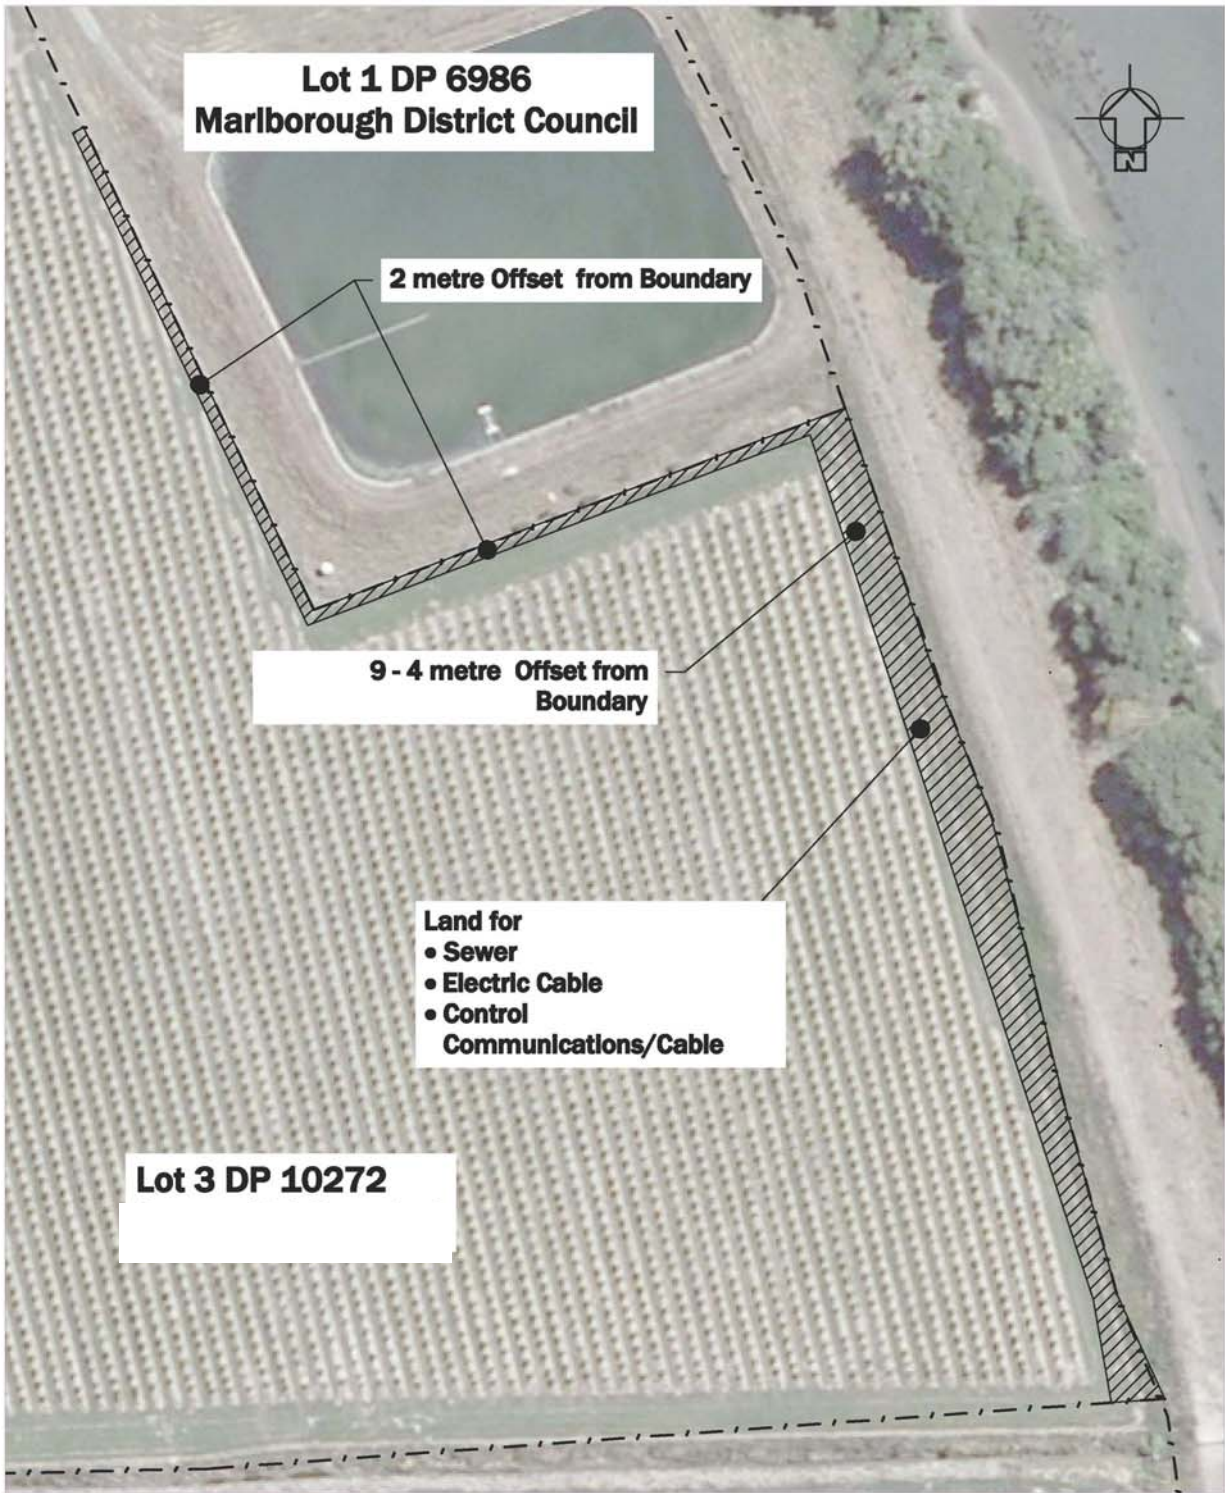 Lot 1 DP 6986
Marlborough District Council
N
2 metre Offset  from Boundary
9 - 4 metre  Offset from
Boundary
Land for
• Sewer
• Electric Cable
• Control
Communications/Cable
Lot 3 DP 10272